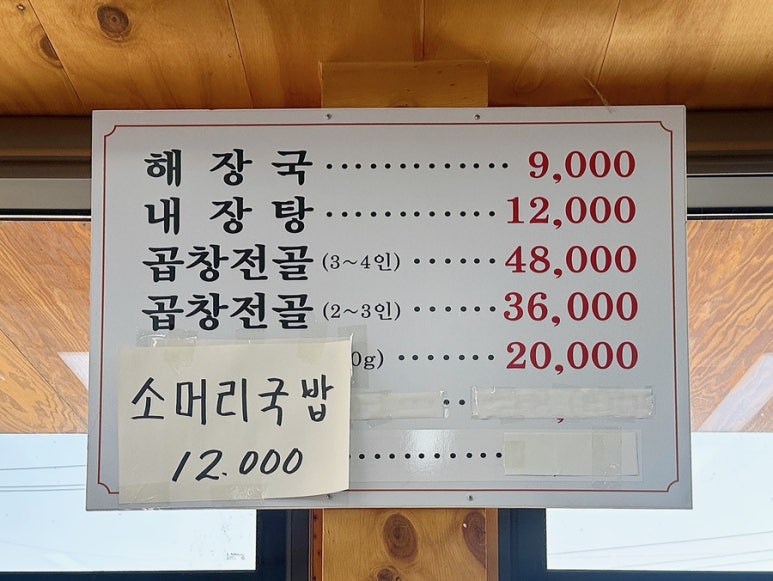 해장국 ・・・・・・・・・・・・・・ 9,000
내장탕 ・・・・・・・・・・・・・ 12,000
곱창전골 (3~4인) ・・・・・・ 48,000
곱창전골 (2~3인) ・・・・・・ 36,000
0g) ・・・・・・・ 20,000
소머리국밥
12.000